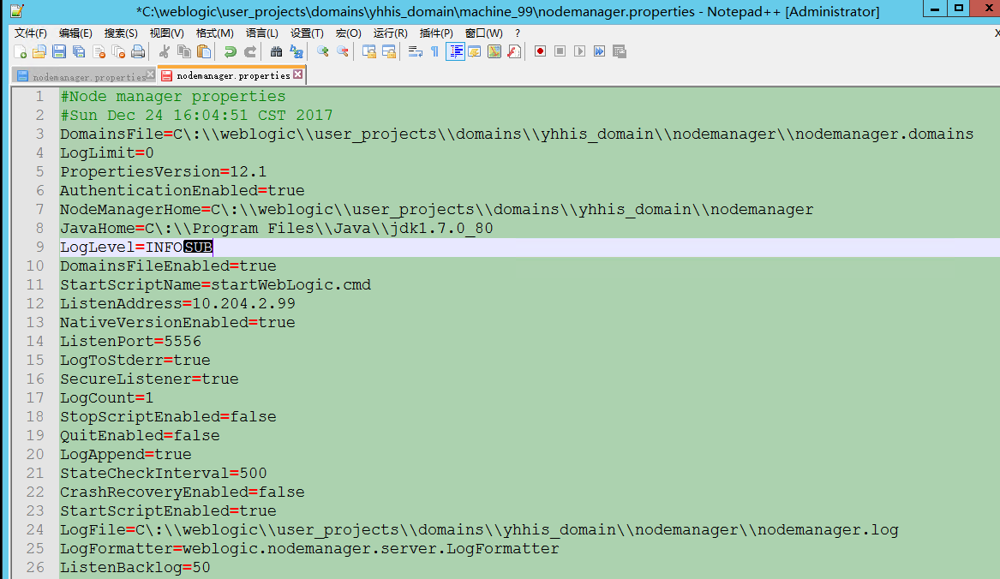 *C:\weblogic\user_projects\domains\yhhis_domain\machine_99\nodemanager.properties - Notepad++ [Administrator]
文件(F) 编辑(E) 搜索(S) 视图(V) 格式(M) 语言(L) 设置(T) 宏(O) 运行(R) 插件(P) 窗口(W) ? X
nodemanager.properties nodemanager.properties
1 #Node manager properties
2 #Sun Dec 24 16:04:51 CST 2017
3 DomainsFile=C\:\\weblogic\\user_projects\\domains\\yhhis_domain\\nodemanager\\nodemanager.domains
4 LogLimit=0
5 PropertiesVersion=12.1
6 AuthenticationEnabled=true
7 NodeManagerHome=C\:\\weblogic\\user_projects\\domains\\yhhis_domain\\nodemanager
8 JavaHome=C\:\\Program Files\\Java\\jdk1.7.0_80
9 LogLevel=INFOSUB
10 DomainsFileEnabled=true
11 StartScriptName=startWebLogic.cmd
12 ListenAddress=10.204.2.99
13 NativeVersionEnabled=true
14 ListenPort=5556
15 LogToStderr=true
16 SecureListener=true
17 LogCount=1
18 StopScriptEnabled=false
19 QuitEnabled=false
20 LogAppend=true
21 StateCheckInterval=500
22 CrashRecoveryEnabled=false
23 StartScriptEnabled=true
24 LogFile=C\:\\weblogic\\user_projects\\domains\\yhhis_domain\\nodemanager\\nodemanager.log
25 LogFormatter=weblogic.nodemanager.server.LogFormatter
26 ListenBacklog=50